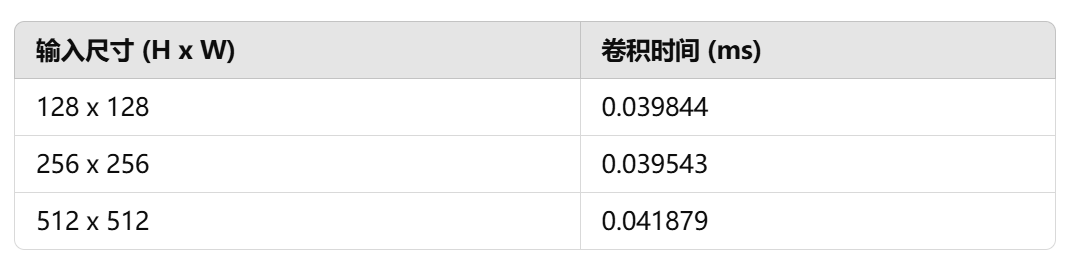 输入尺寸 (H x W) 卷积时间 (ms)
128 x 128 0.039844
256 x 256 0.039543
512 x 512 0.041879